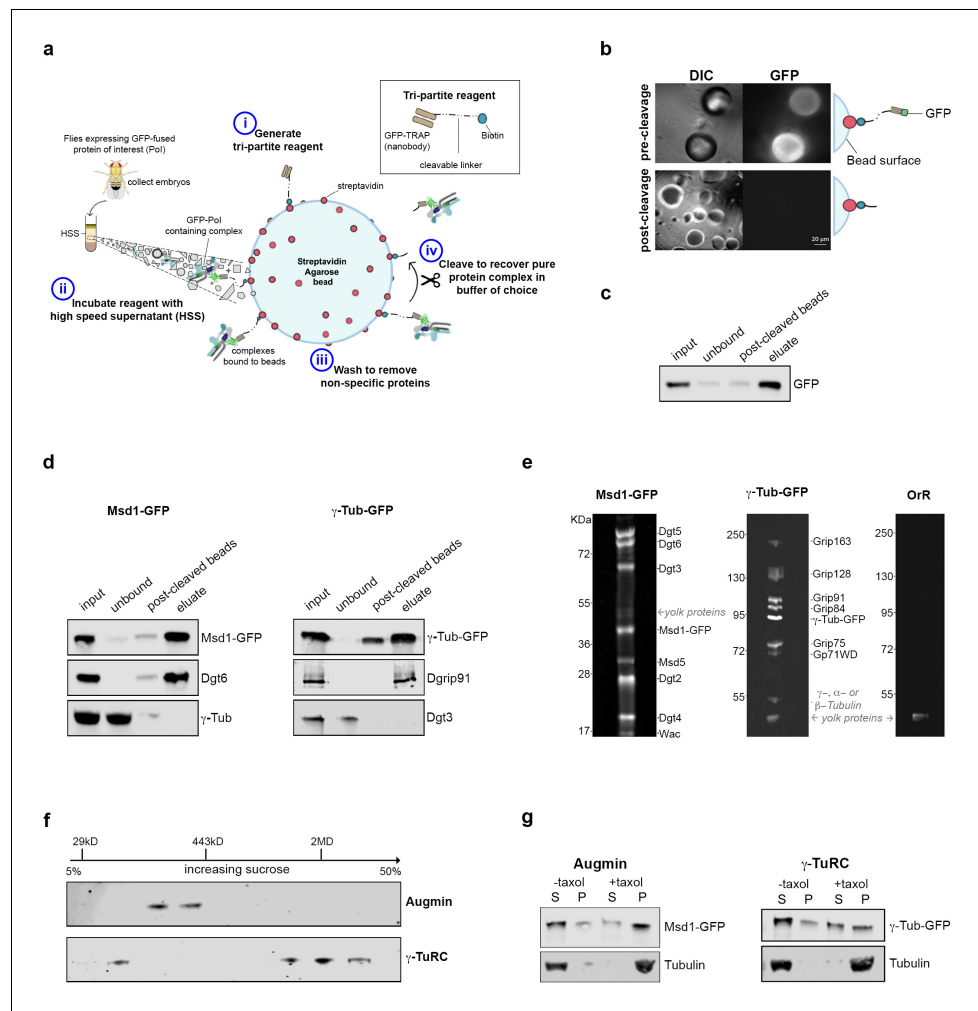 a
Tri-partite reagent
GFP-TRAP
(nanobody)
Biotin
cleavable linker
i
Generate
tri-partite reagent
Flies expressing GFP-fused
protein of interest (PoI)
collect embryos
streptavidin
GFP-PoI
containing complex
HSS
Streptavidin
Agarose
bead
ii
Incubate reagent with
high speed supernatant (HSS)
iv
Cleave to recover pure
protein complex in
buffer of choice
complexes
bound to beads
iii
Wash to remove
non-specific proteins
b
DIC
GFP
pre-cleavage
GFP
Bead surface
post-cleavage
20 µm
c
input
unbound
post-cleaved beads
eluate
GFP
d
Msd1-GFP
input
unbound
post-cleaved beads
eluate
Msd1-GFP
Dgt6
γ-Tub
γ-Tub-GFP
input
unbound
post-cleaved beads
eluate
γ-Tub-GFP
Dgrip91
Dgt3
e
Msd1-GFP
KDa
72
55
36
28
17
Dgt5
Dgt6
Dgt3
←yolk proteins
Msd1-GFP
Msd5
Dgt2
Dgt4
Wac
γ-Tub-GFP
250
130
95
72
55
Grip163
Grip128
Grip91
Grip84
γ-Tub-GFP
Grip75
Gp71WD
γ–, α– or
β–Tubulin
← yolk proteins →
OrR
250
130
95
72
55
f
29kD
443kD
2MD
5%
increasing sucrose
50%
Augmin
γ-TuRC
g
Augmin
-taxol +taxol
S P S P
Msd1-GFP
Tubulin
γ-TuRC
-taxol +taxol
S P S P
γ-Tub-GFP
Tubulin